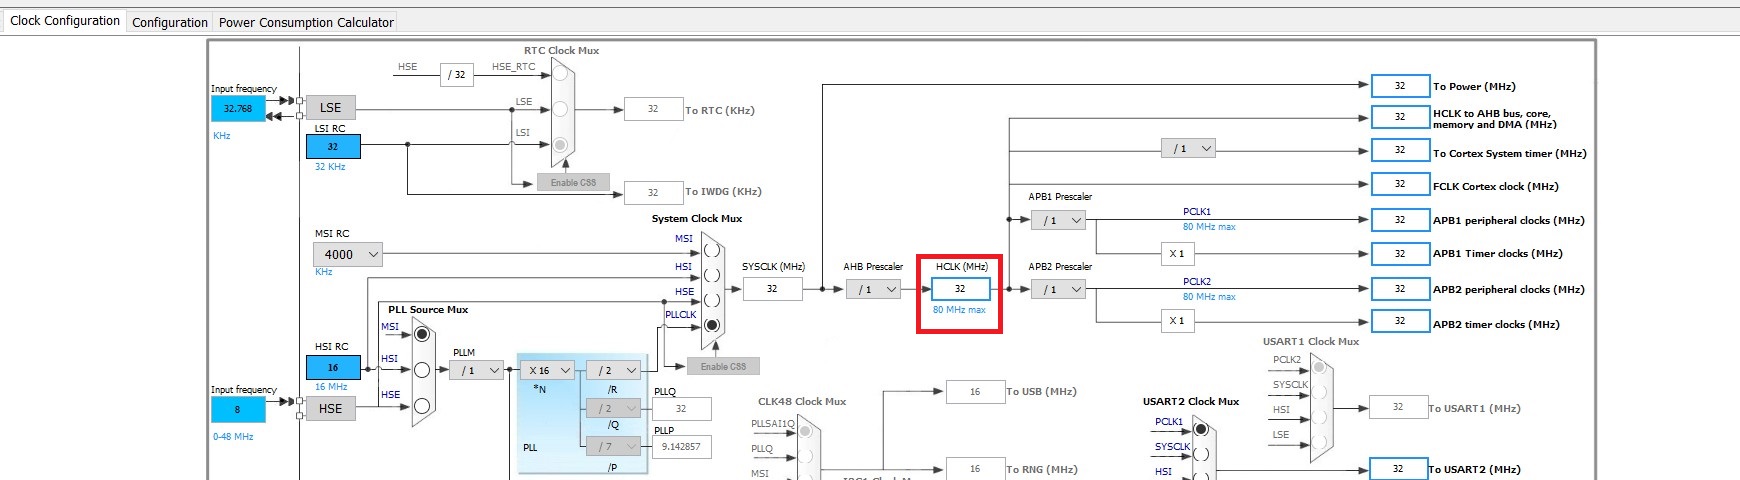 Clock Configuration
Configuration
Power Consumption Calculator
RTC Clock Mux
HSE
/ 32
HSE_RTC
Input frequency
32.768
KHz
LSE
LSE
32
To RTC (KHz)
LSI RC
32
32 KHz
LSI
Enable CSS
32
To IWDG (KHz)
System Clock Mux
MSI RC
4000
KHz
MSI
HSI
HSE
PLLCLK
Enable CSS
SYSCLK (MHz)
32
AHB Prescaler
/ 1
HCLK (MHz)
32
80 MHz max
32
To Power (MHz)
32
HCLK to AHB bus, core,
memory and DMA (MHz)
/ 1
32
To Cortex System timer (MHz)
32
FCLK Cortex clock (MHz)
APB1 Prescaler
/ 1
PCLK1
80 MHz max
32
APB1 peripheral clocks (MHz)
X 1
32
APB1 Timer clocks (MHz)
APB2 Prescaler
/ 1
PCLK2
80 MHz max
32
APB2 peripheral clocks (MHz)
X 1
32
APB2 timer clocks (MHz)
PLL Source Mux
MSI
HSI RC
16
16 MHz
HSI
HSE
PLLM
/ 1
X 16
*N
/ 2
/R
/ 2
/Q
/ 7
/P
PLL
PLLQ
32
PLLP
9.142857
Input frequency
8
0-48 MHz
HSE
CLK48 Clock Mux
PLLSAI1Q
PLLQ
MSI
16
To USB (MHz)
16
To RNG (MHz)
USART1 Clock Mux
PCLK2
SYSCLK
HSI
LSE
32
To USART1 (MHz)
USART2 Clock Mux
PCLK1
SYSCLK
HSI
32
To USART2 (MHz)